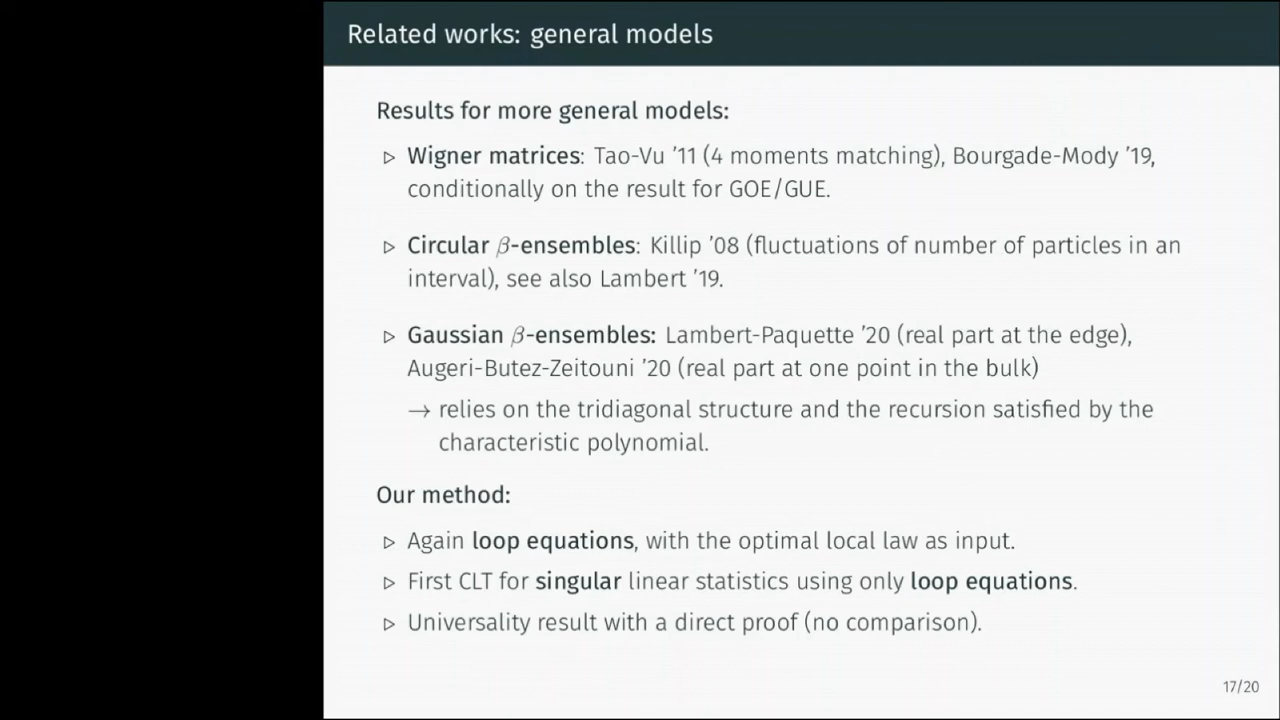 Related works: general models
Results for more general models:
▷ Wigner matrices: Tao-Vu ’11 (4 moments matching), Bourgade-Mody ’19,
conditionally on the result for GOE/GUE.
▷ Circular β-ensembles: Killip ’08 (fluctuations of number of particles in an
interval), see also Lambert ’19.
▷ Gaussian β-ensembles: Lambert-Paquette ’20 (real part at the edge),
Augeri-Butez-Zeitouni ’20 (real part at one point in the bulk)
→ relies on the tridiagonal structure and the recursion satisfied by the
characteristic polynomial.
Our method:
▷ Again loop equations, with the optimal local law as input.
▷ First CLT for singular linear statistics using only loop equations.
▷ Universality result with a direct proof (no comparison).
17/20